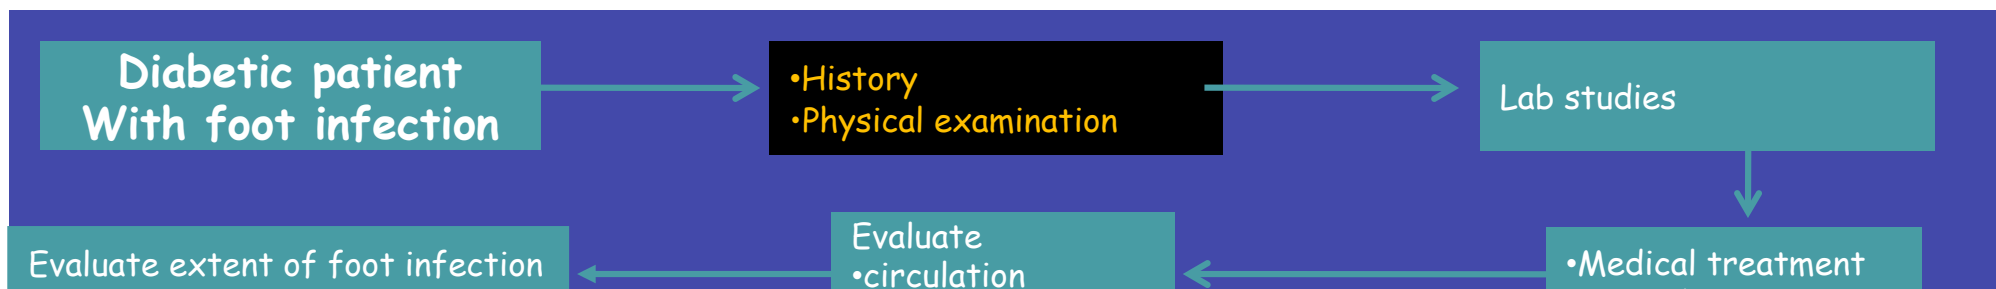 Diabetic patient
With foot infection
•History
•Physical examination
Lab studies
Evaluate extent of foot infection
Evaluate
•circulation
•Medical treatment